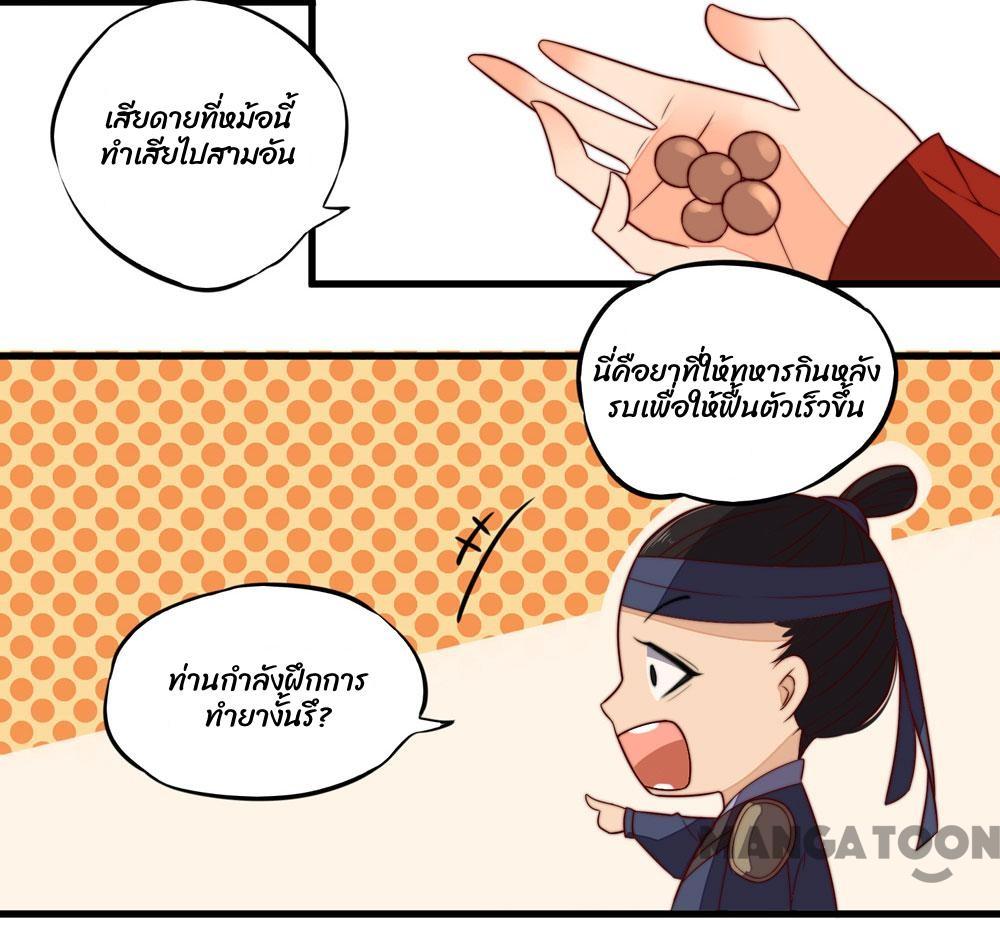 เสียดายที่หม้อนี้
ทำเสียไปสามอัน
นี่คือยาที่ให้ทหารกินหลัง
รบเพื่อให้ฟื้นตัวเร็วขึ้น
ท่านกำลังฝึกการ
ทำยางั้นรึ?
MANGATOON